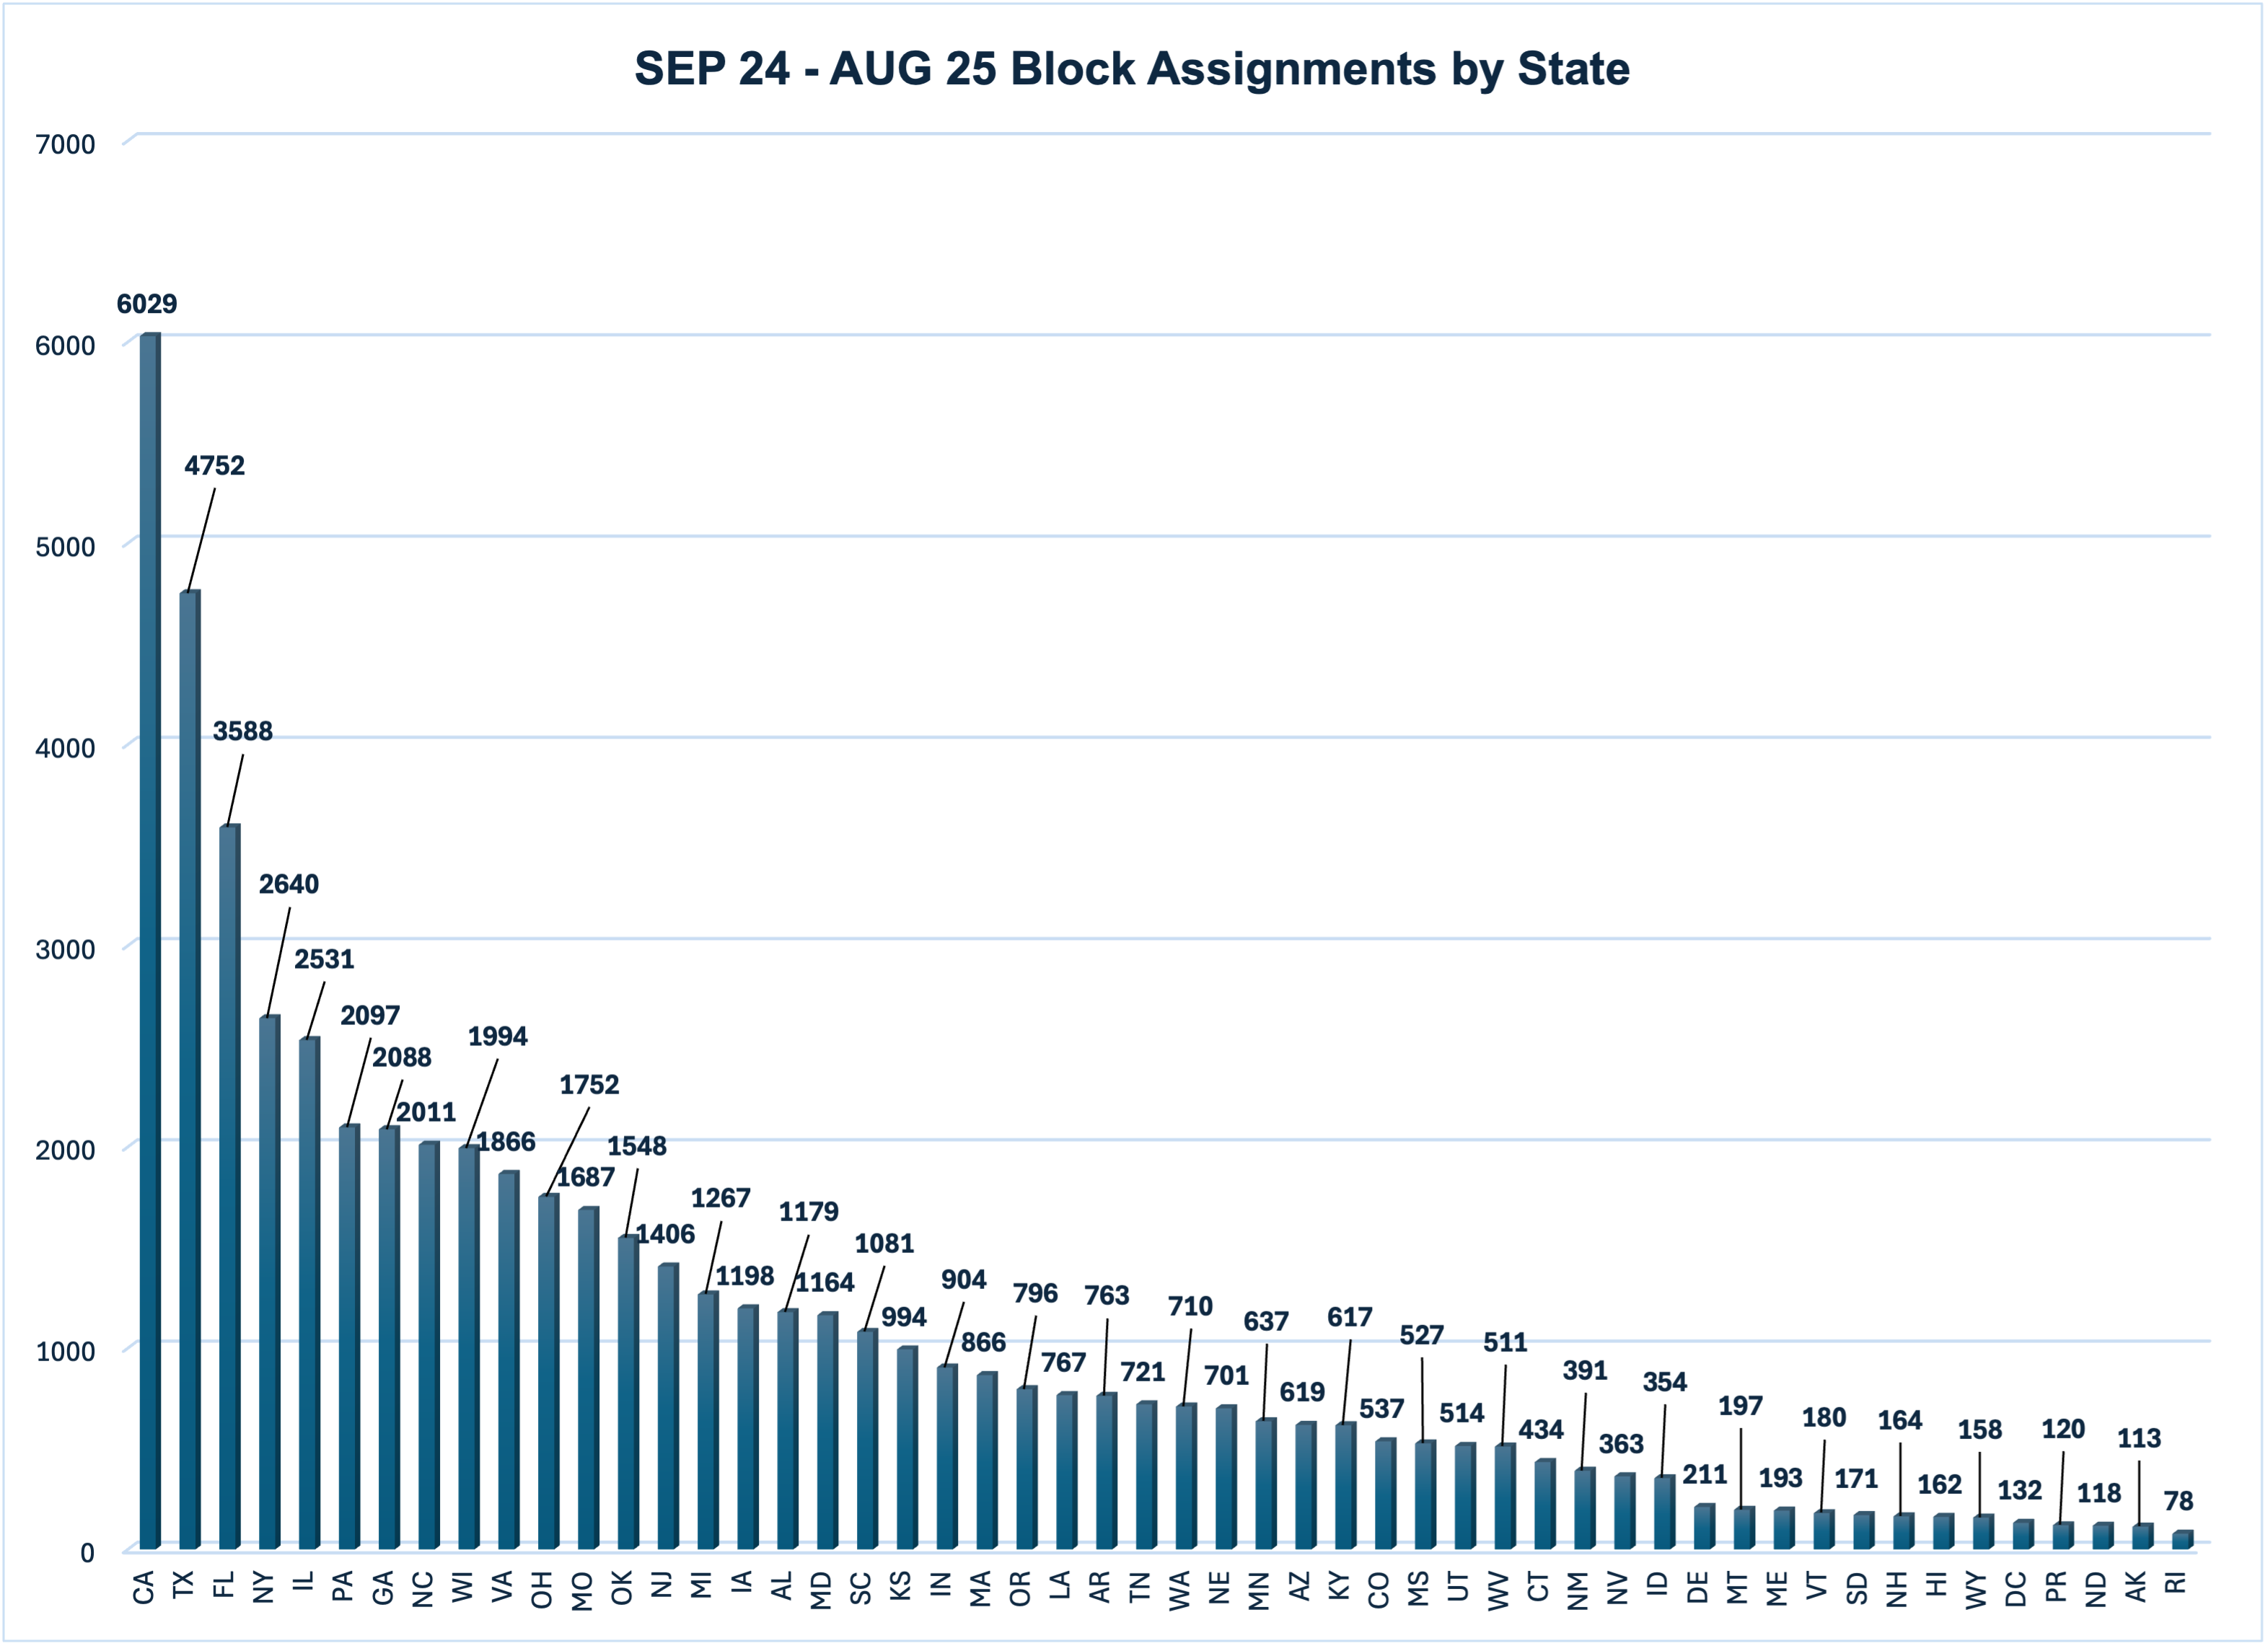 SEP 24 - AUG 25 Block Assignments by State
7000
6000
5000
4000
3000
2000
1000
0
6029
4752
3588
2640
2531
2097
2088
2011
1994
1866
1752
1687
1548
1406
1267
1198
1179
1164
1081
994
904
866
796
767
763
721
710
701
637
619
617
537
527
514
511
434
391
363
354
211
197
193
180
171
164
162
158
132
120
118
113
78
CA
TX
FL
NY
IL
PA
GA
NC
WI
VA
OH
MO
OK
NJ
MI
IA
AL
MD
SC
KS
IN
MA
OR
LA
AR
TN
WA
NE
MN
AZ
KY
CO
MS
UT
WV
CT
NM
NV
ID
DE
MT
ME
VT
SD
NH
HI
WY
DC
PR
ND
AK
RI